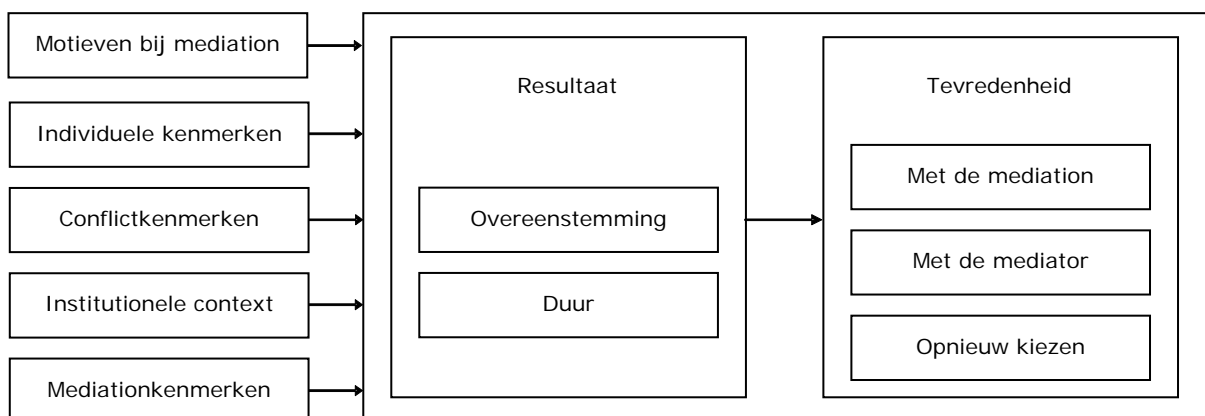 Motieven bij mediation
Individuele kenmerken
Conflictkenmerken
Institutionele context
Mediationkenmerken
Resultaat
Overeenstemming
Duur
Tevredenheid
Met de mediation
Met de mediator
Opnieuw kiezen